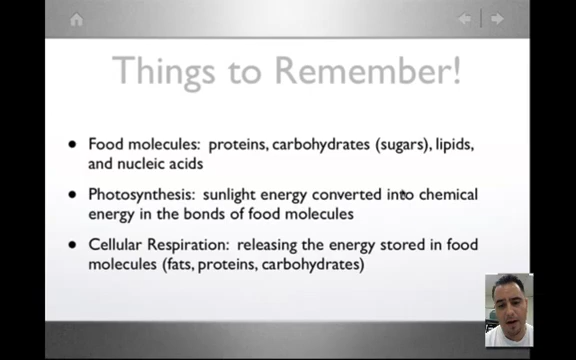 Things to Remember!
• Food molecules: proteins, carbohydrates (sugars), lipids,
and nucleic acids
• Photosynthesis: sunlight energy converted into chemical
energy in the bonds of food molecules
• Cellular Respiration: releasing the energy stored in food
molecules (fats, proteins, carbohydrates)